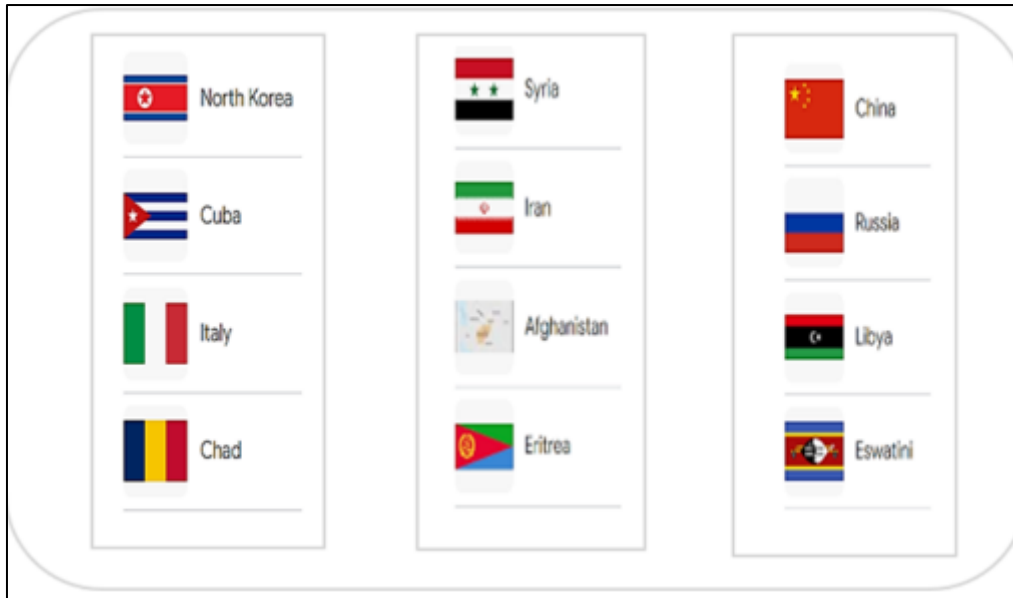 North Korea
Cuba
Italy
Chad
Syria
Iran
Afghanistan
Eritrea
China
Russia
Libya
Eswatini